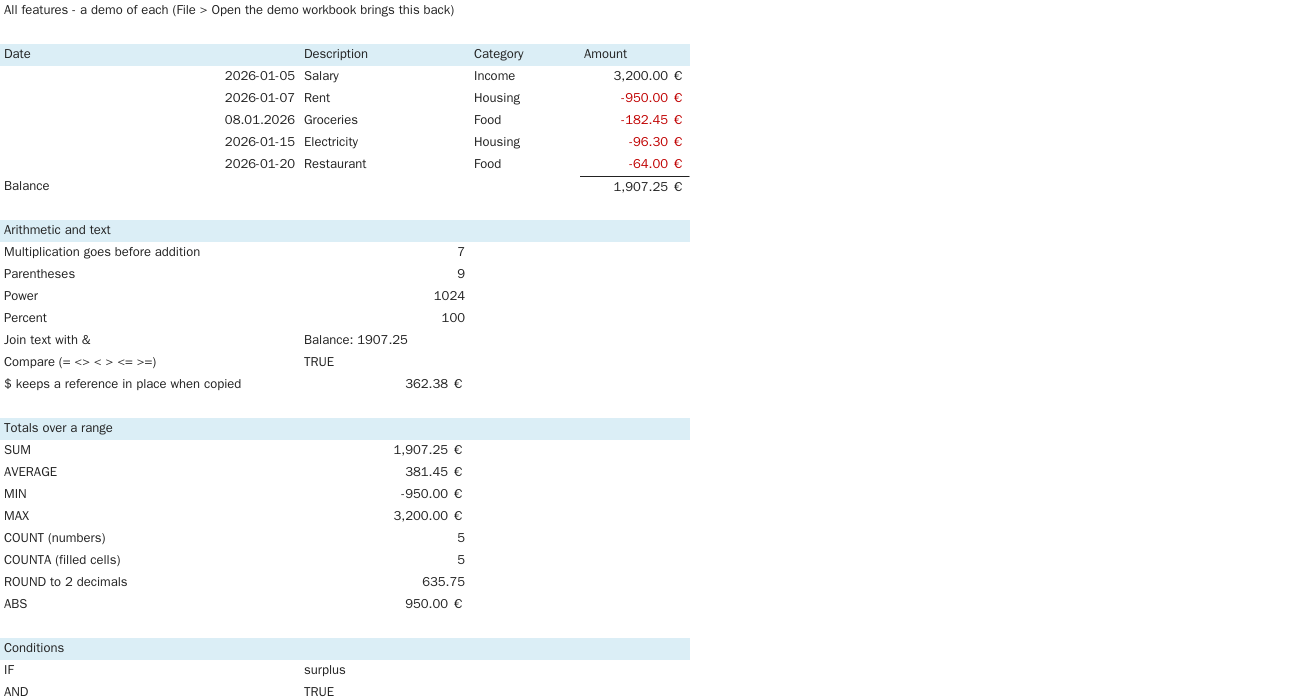 All features - a demo of each (File > Open the demo workbook brings this back)
Date Description Category Amount
2026-01-05 Salary Income 3,200.00 €
2026-01-07 Rent Housing -950.00 €
08.01.2026 Groceries Food -182.45 €
2026-01-15 Electricity Housing -96.30 €
2026-01-20 Restaurant Food -64.00 €
Balance 1,907.25 €
Arithmetic and text
Multiplication goes before addition 7
Parentheses 9
Power 1024
Percent 100
Join text with & Balance: 1907.25
Compare (= <> < > <= >=) TRUE
$ keeps a reference in place when copied 362.38 €
Totals over a range
SUM 1,907.25 €
AVERAGE 381.45 €
MIN -950.00 €
MAX 3,200.00 €
COUNT (numbers) 5
COUNTA (filled cells) 5
ROUND to 2 decimals 635.75
ABS 950.00 €
Conditions
IF surplus
AND TRUE